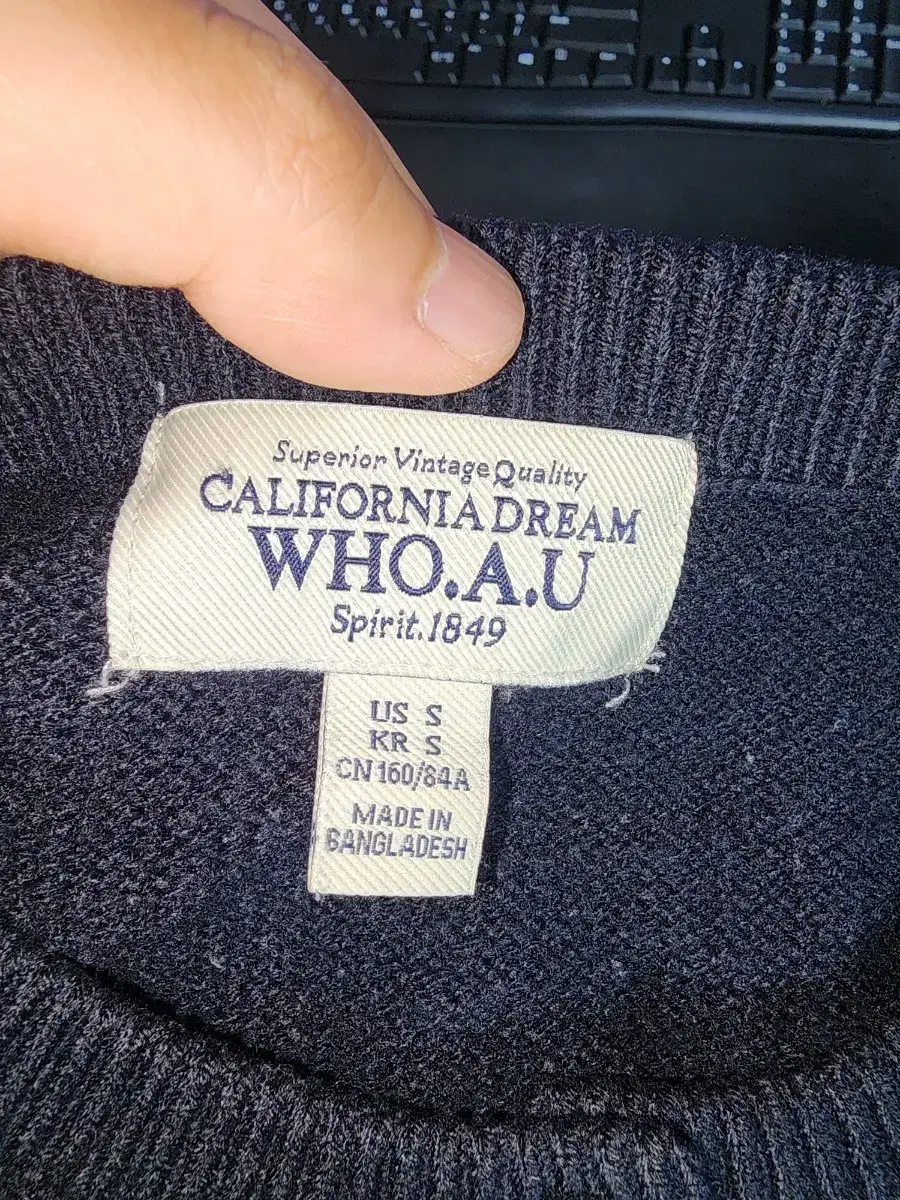 Superior Vintage Quality
CALIFORNIA DREAM
WHO.A.U
Spirit.1849
US S
KR S
CN 160/84A
MADE IN
BANGLADESH